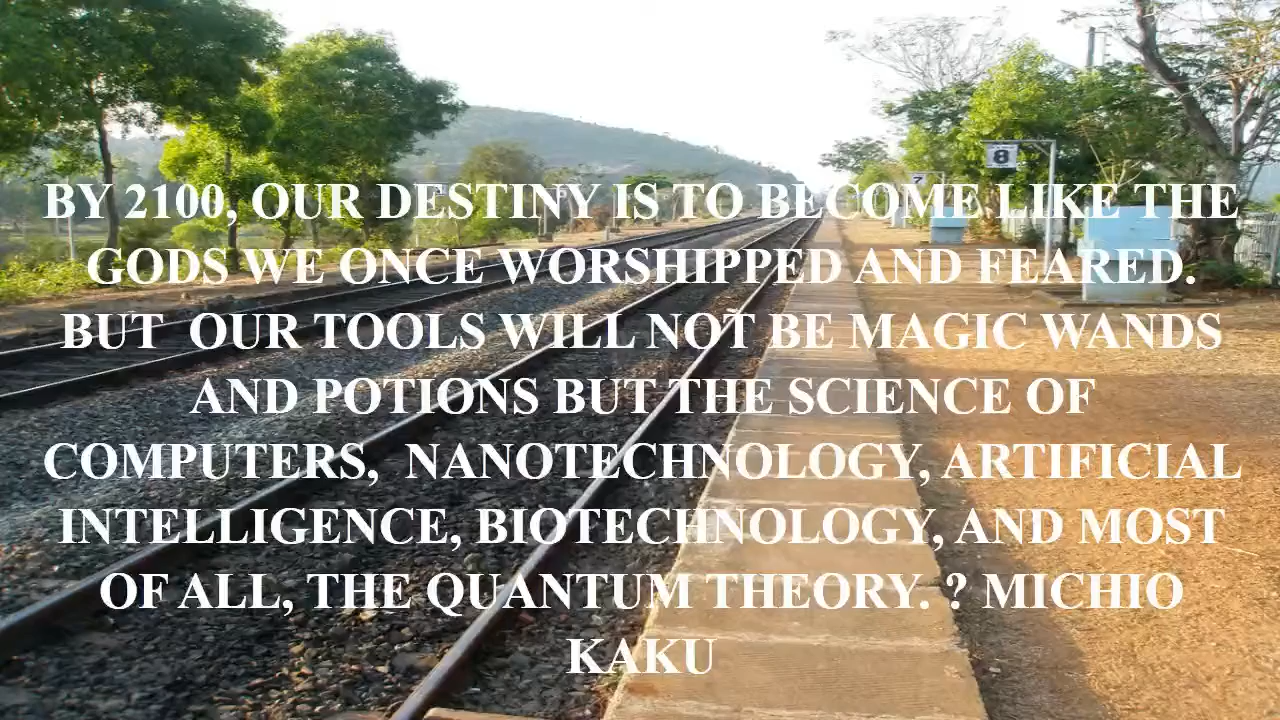 8
7
BY 2100, OUR DESTINY IS TO BECOME LIKE THE
GODS WE ONCE WORSHIPPED AND FEARED.
BUT  OUR TOOLS WILL NOT BE MAGIC WANDS
AND POTIONS BUT THE SCIENCE OF
COMPUTERS,  NANOTECHNOLOGY, ARTIFICIAL
INTELLIGENCE, BIOTECHNOLOGY, AND MOST
OF ALL, THE QUANTUM THEORY. ? MICHIO
KAKU